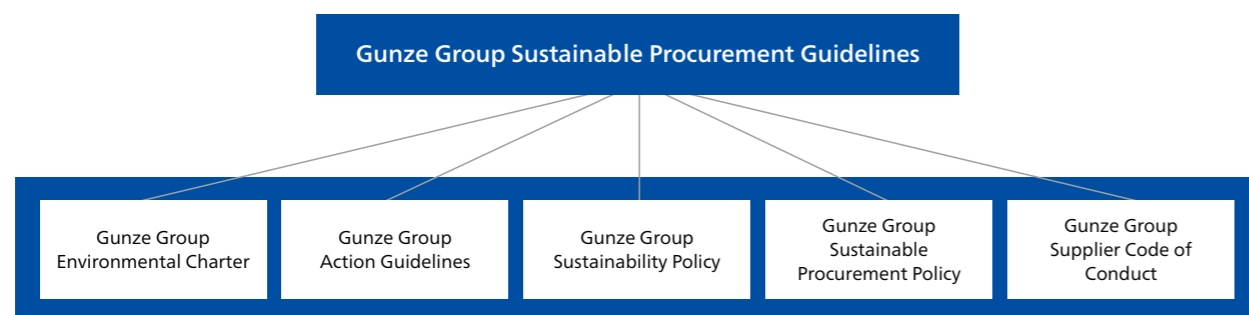 Gunze Group Sustainable Procurement Guidelines
Gunze Group
Environmental Charter
Gunze Group
Action Guidelines
Gunze Group
Sustainability Policy
Gunze Group
Sustainable
Procurement Policy
Gunze Group
Supplier Code of
Conduct